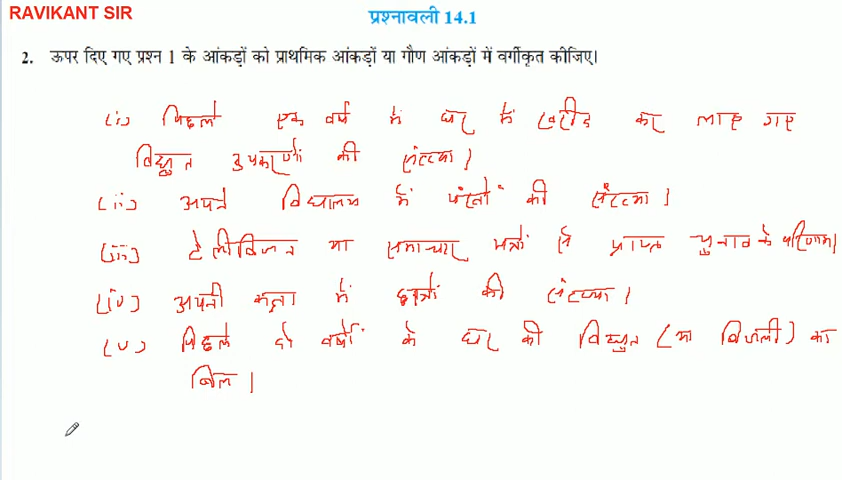 RAVIKANT SIR
प्रश्नावली 14.1
2. ऊपर दिए गए प्रश्न 1 के आंकड़ों को प्राथमिक आंकड़ों या गौण आंकड़ों में वर्गीकृत कीजिए।
(i) पिछले एक वर्ष में घर में खरीद कर लाए गए
विद्युत उपकरणों की संख्या।
(ii) अपने विद्यालय में पंखों की संख्या।
(iii) टेलीविजन या समाचार पत्रों से प्राप्त चुनाव के परिणाम।
(iv) अपनी कक्षा में छात्रों की संख्या।
(v) पिछले दो वर्षों के घर की विद्युत (या बिजली) का
बिल।